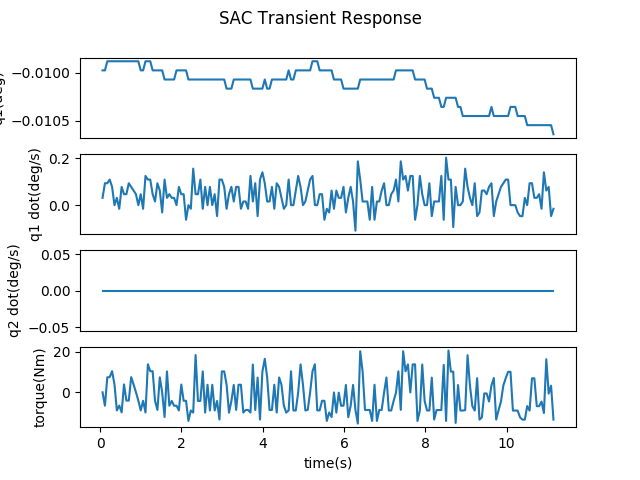 SAC Transient Response
−0.0100
−0.0105
0.2
0.0
q1 dot(deg/s)
0.05
0.00
−0.05
q2 dot(deg/s)
20
0
torque(Nm)
0 2 4 6 8 10
time(s)